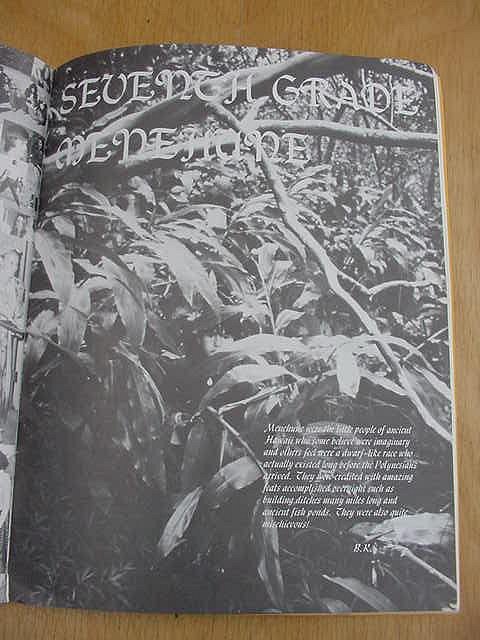 SEVENTH GRADE
MENEHUNE
Menehune were the little people of ancient
Hawaii who some believe were imaginary
and others feel were a dwarf-like race who
actually existed long before the Polynesians
arrived. They were credited with amazing
feats accomplished overnight such as
building ditches many miles long and
ancient fish ponds. They were also quite
mischievous!
B.K.